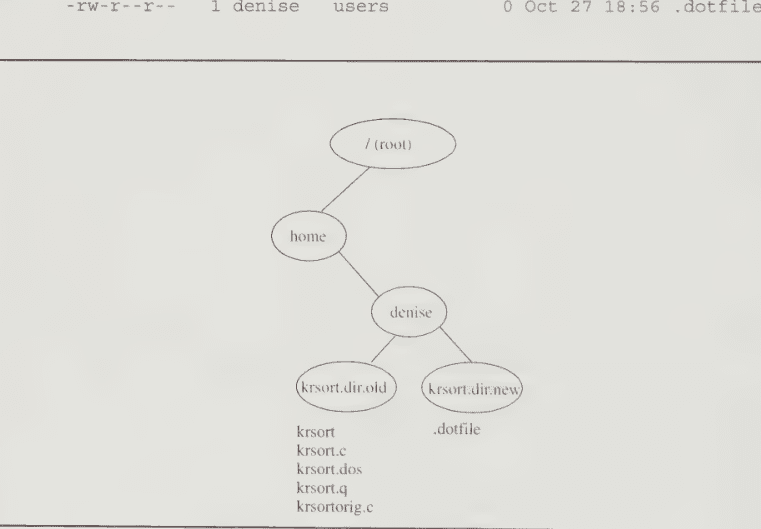 -rw-r--r-- 1 denise users 0 Oct 27 18:56 .dotfile
/ (root)
home
denise
krsort.dir.old krsort.dir.new
krsort .dotfile
krsort.c
krsort.dos
krsort.q
krsortorig.c